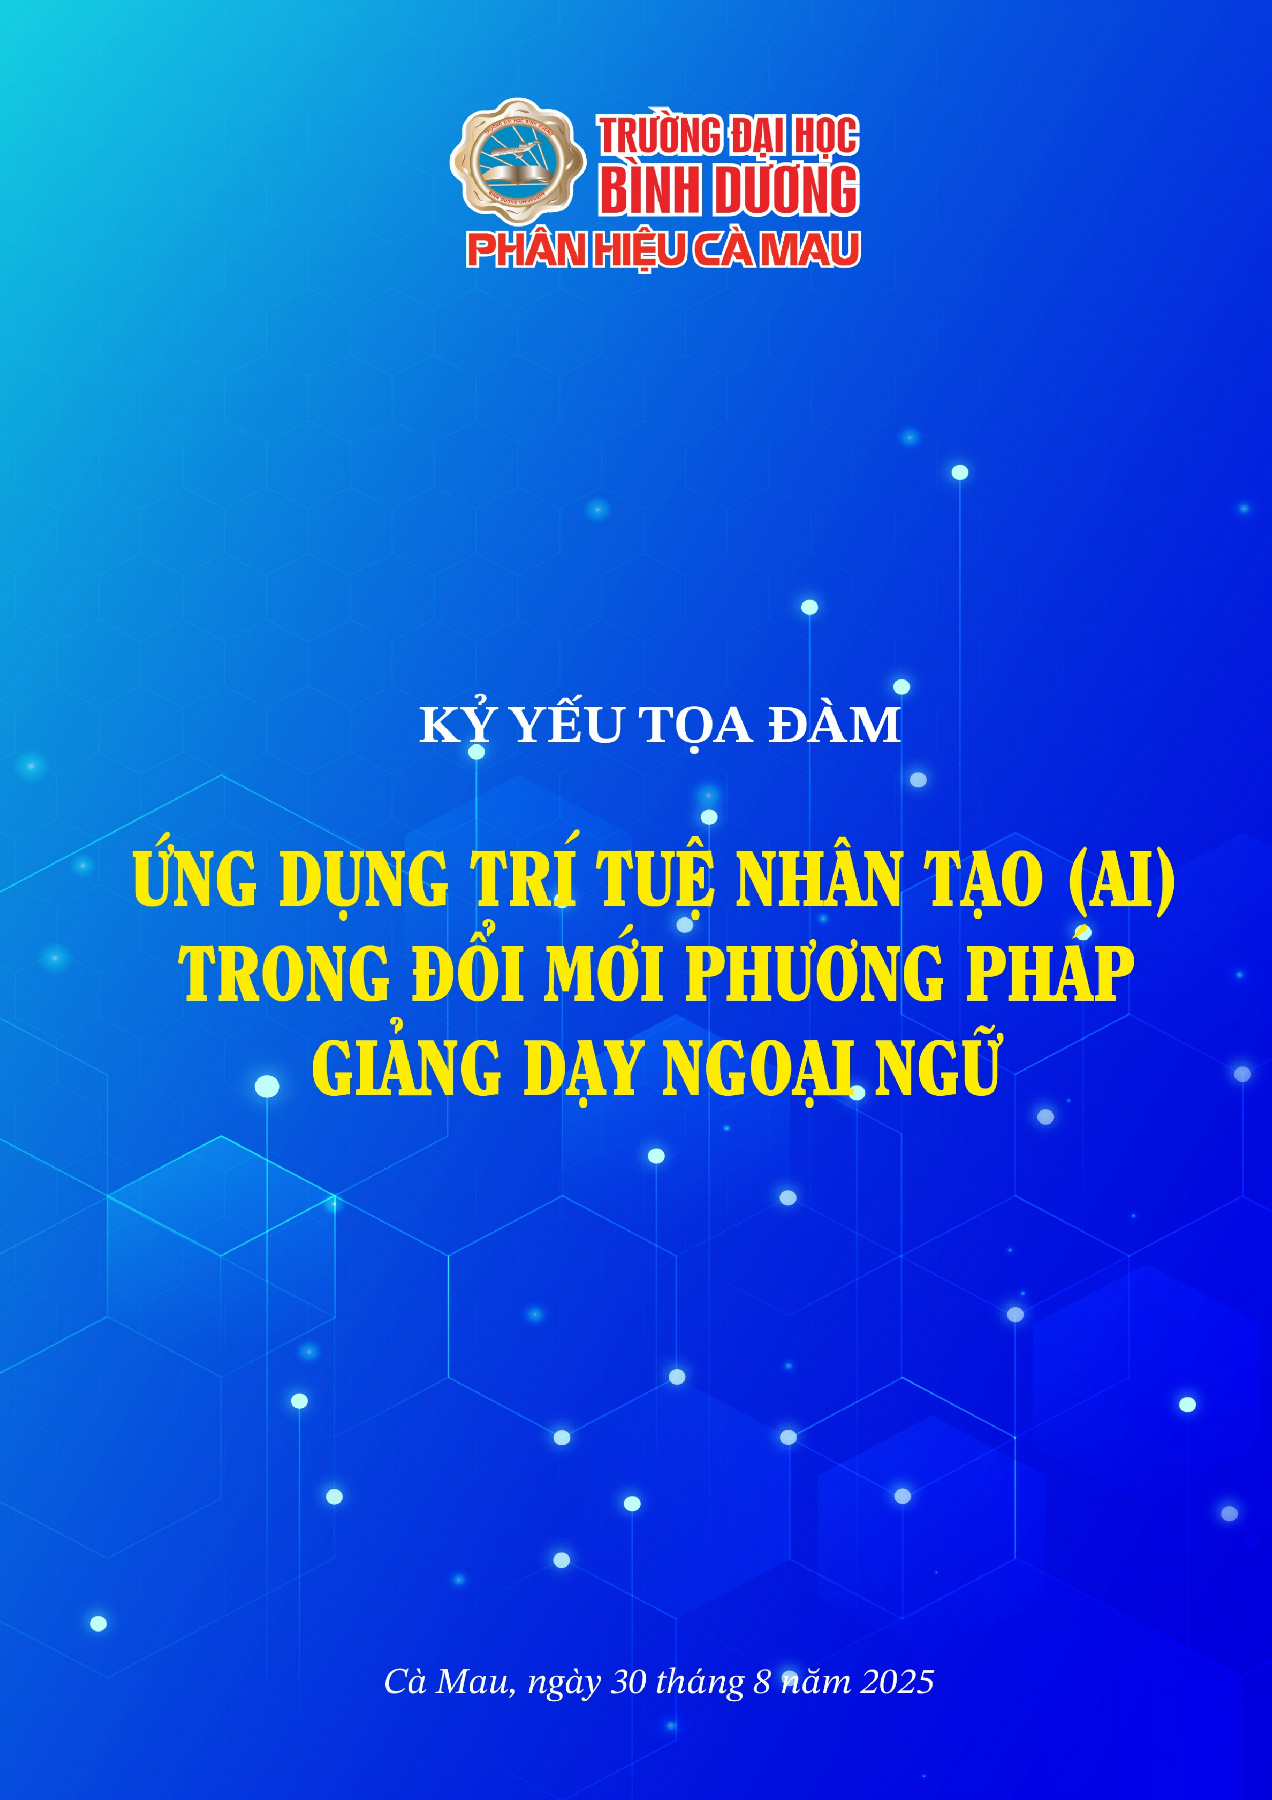 TRƯỜNG ĐẠI HỌC
BÌNH DƯƠNG
PHÂN HIỆU CÀ MAU
KỶ YẾU TỌA ĐÀM
ỨNG DỤNG TRÍ TUỆ NHÂN TẠO (AI)
TRONG ĐỔI MỚI PHƯƠNG PHÁP
GIẢNG DẠY NGOẠI NGỮ
Cà Mau, ngày 30 tháng 8 năm 2025